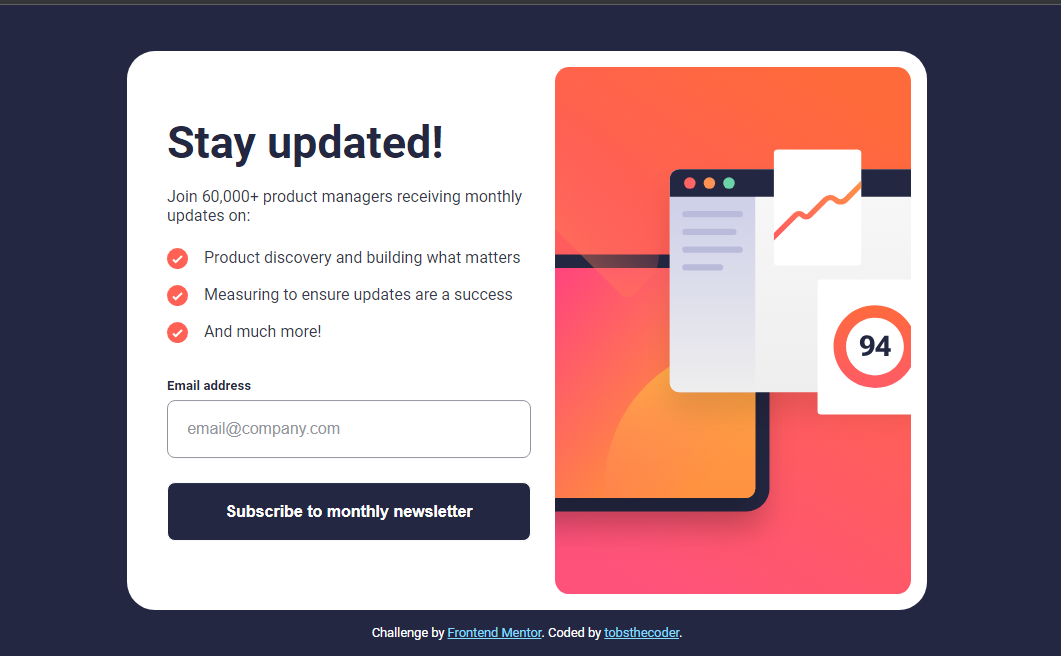 Stay updated!
Join 60,000+ product managers receiving monthly
updates on:
Product discovery and building what matters
Measuring to ensure updates are a success
And much more!
Email address
email@company.com
Subscribe to monthly newsletter
94
Challenge by Frontend Mentor. Coded by tobsthecoder.